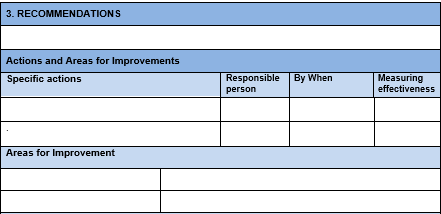 3. RECOMMENDATIONS
Actions and Areas for Improvements
Specific actions Responsible person By When Measuring effectiveness
.
Areas for Improvement